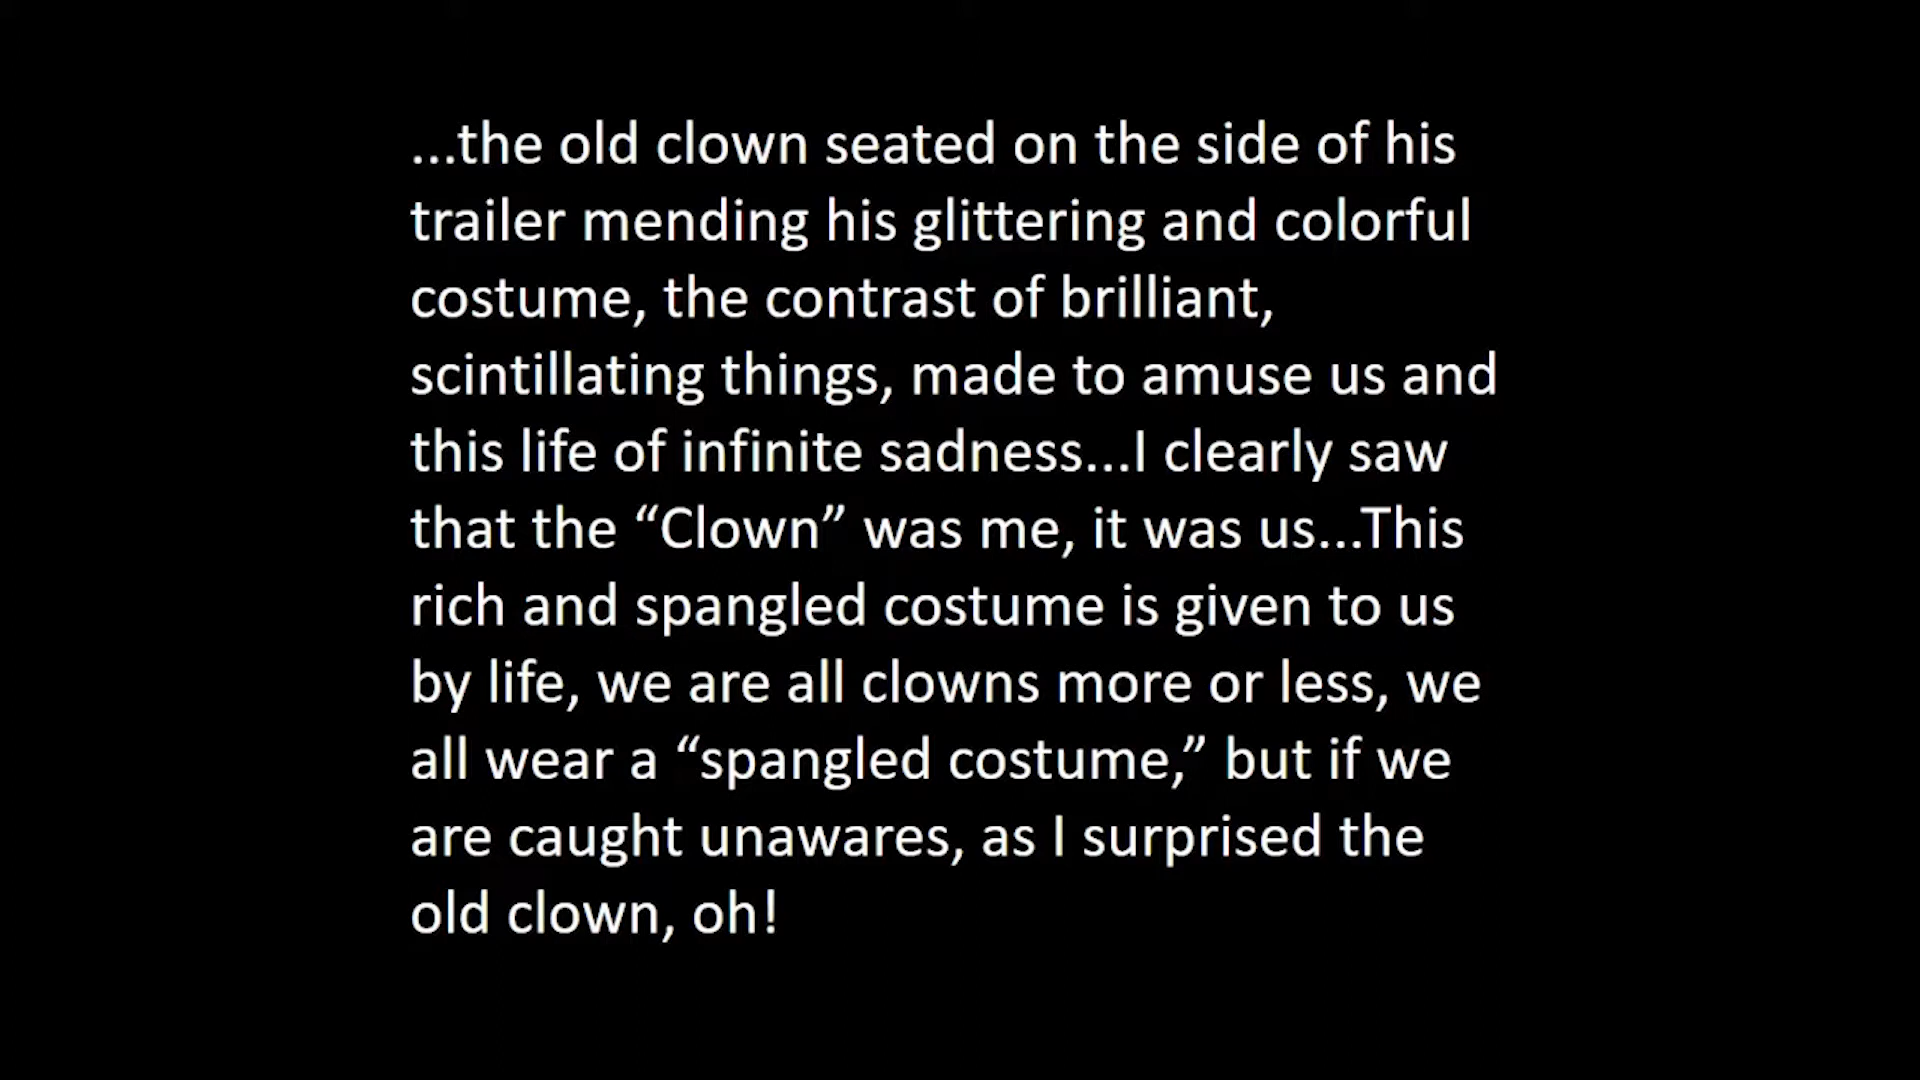 ...the old clown seated on the side of his
trailer mending his glittering and colorful
costume, the contrast of brilliant,
scintillating things, made to amuse us and
this life of infinite sadness...I clearly saw
that the “Clown” was me, it was us...This
rich and spangled costume is given to us
by life, we are all clowns more or less, we
all wear a “spangled costume,” but if we
are caught unawares, as I surprised the
old clown, oh!